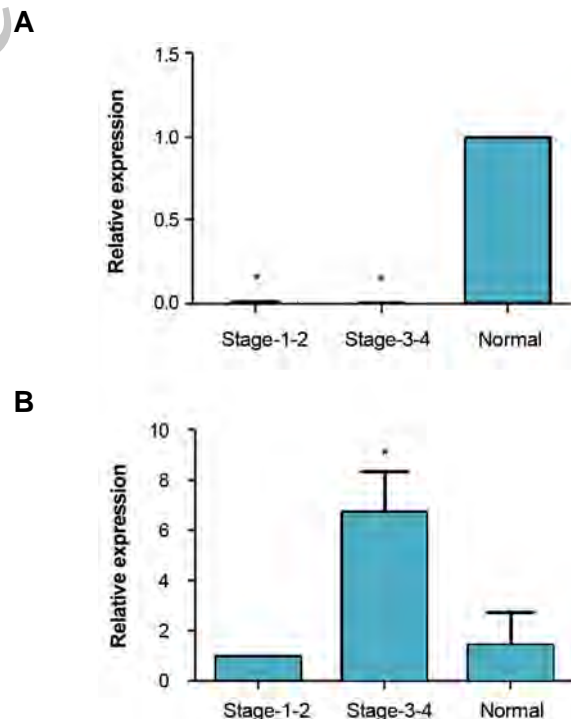 A
Relative expression
1.5
1.0
0.5
0.0
*
*
Stage-1-2 Stage-3-4 Normal
B
Relative expression
10
8
6
4
2
0
*
Stage-1-2 Stage-3-4 Normal